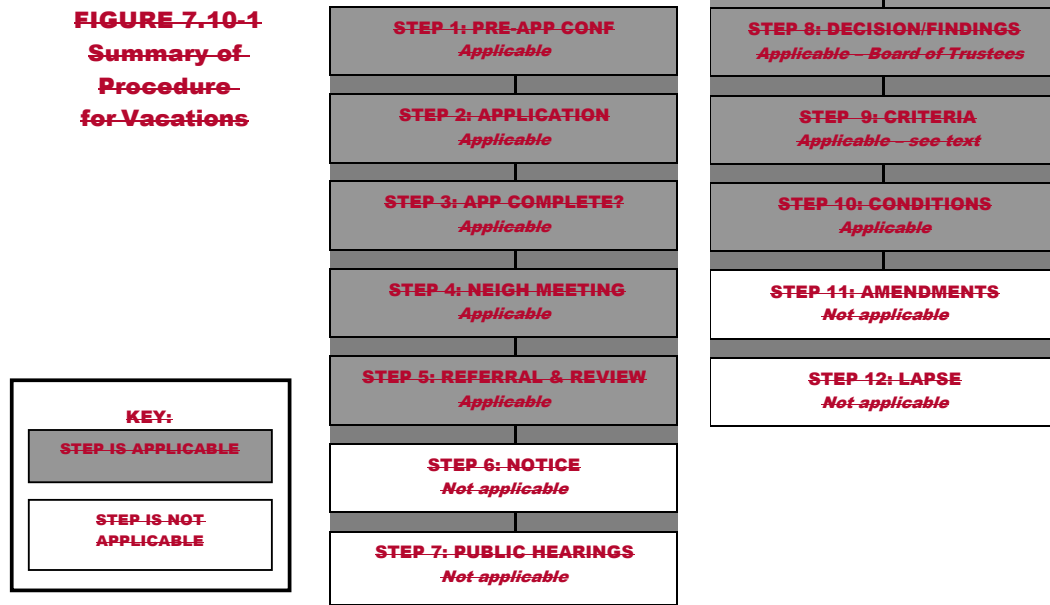 FIGURE 7.10-1
Summary of
Procedure
for Vacations
STEP 1: PRE-APP CONF
Applicable
STEP 2: APPLICATION
Applicable
STEP 3: APP COMPLETE?
Applicable
STEP 4: NEIGH MEETING
Applicable
STEP 5: REFERRAL & REVIEW
Applicable
STEP 6: NOTICE
Not applicable
STEP 7: PUBLIC HEARINGS
Not applicable
STEP 8: DECISION/FINDINGS
Applicable – Board of Trustees
STEP 9: CRITERIA
Applicable – see text
STEP 10: CONDITIONS
Applicable
STEP 11: AMENDMENTS
Not applicable
STEP 12: LAPSE
Not applicable
KEY:
STEP IS APPLICABLE
STEP IS NOT
APPLICABLE